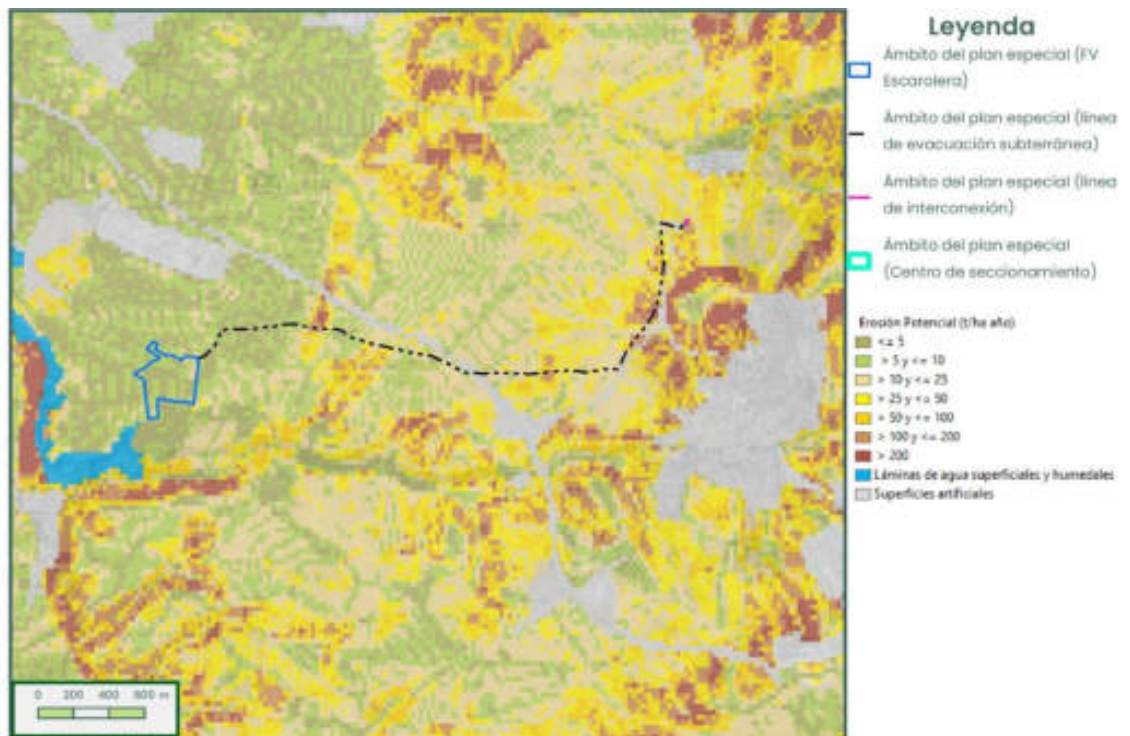 Leyenda
Ámbito del plan especial (FV
Escarolera)
Ámbito del plan especial (línea
de evacuación subterránea)
Ámbito del plan especial (línea
de interconexión)
Ámbito del plan especial
(Centro de seccionamiento)
Erosión Potencial (t/ha año)
<= 5
> 5 y <= 10
> 10 y <= 25
> 25 y <= 50
> 50 y <= 100
> 100 y <= 200
> 200
Láminas de agua superficiales y humedales
Superficies artificiales
0 200 400 600 m